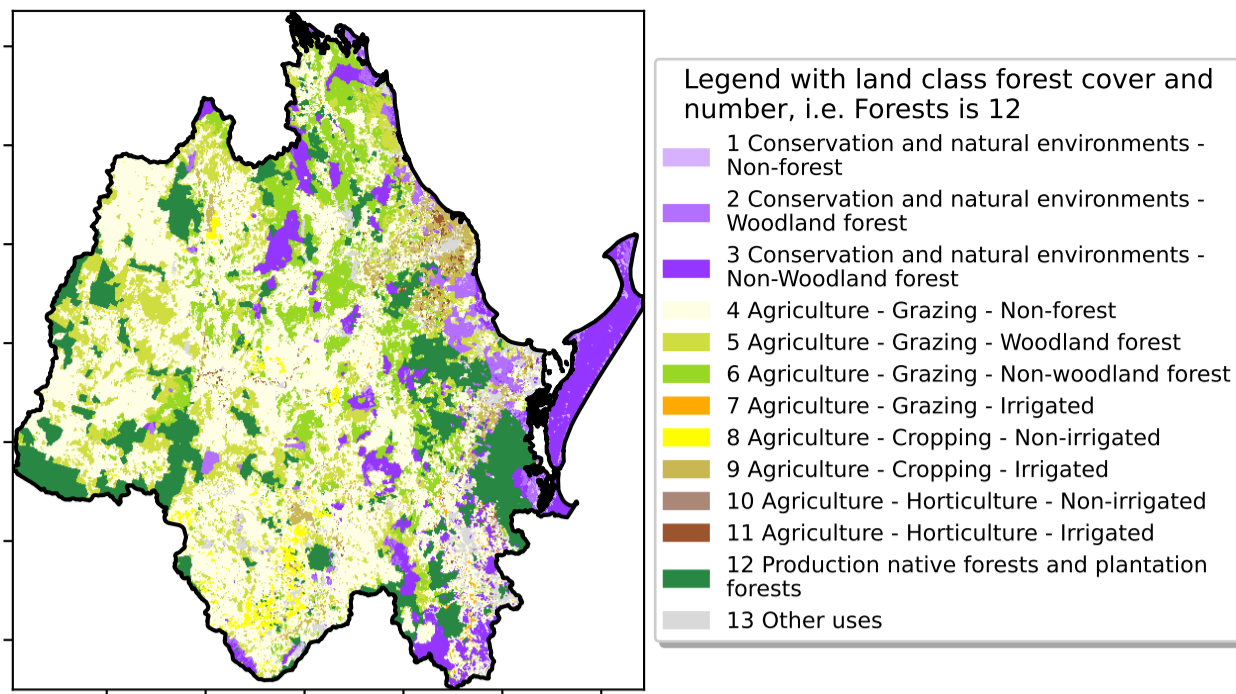 Legend with land class forest cover and
number, i.e. Forests is 12
1 Conservation and natural environments -
Non-forest
2 Conservation and natural environments -
Woodland forest
3 Conservation and natural environments -
Non-Woodland forest
4 Agriculture - Grazing - Non-forest
5 Agriculture - Grazing - Woodland forest
6 Agriculture - Grazing - Non-woodland forest
7 Agriculture - Grazing - Irrigated
8 Agriculture - Cropping - Non-irrigated
9 Agriculture - Cropping - Irrigated
10 Agriculture - Horticulture - Non-irrigated
11 Agriculture - Horticulture - Irrigated
12 Production native forests and plantation
forests
13 Other uses